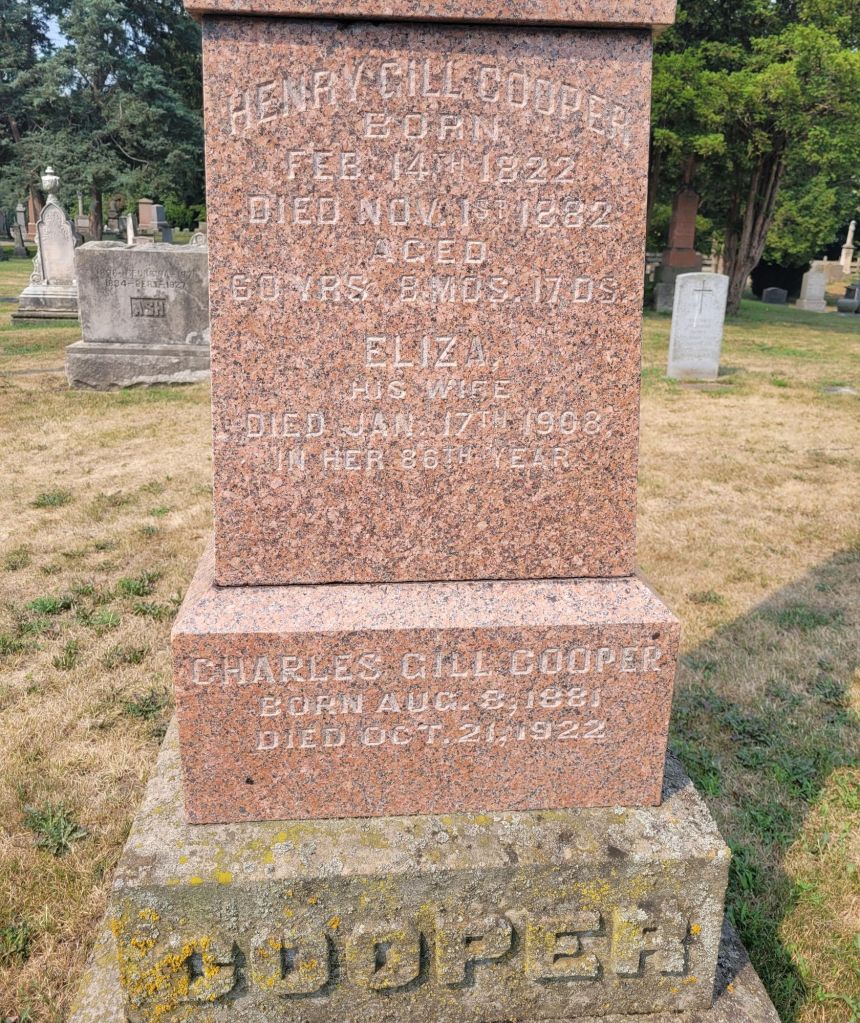 HENRY GILL COOPER
BORN
FEB. 14TH 1822
DIED NOV. 1ST 1882
AGED
60 YRS. 8 MOS. 17 DS.
ELIZA,
HIS WIFE
DIED JAN. 17TH 1908,
IN HER 86TH YEAR.
CHARLES GILL COOPER
BORN AUG. 8, 1881
DIED OCT. 21, 1922
COOPER